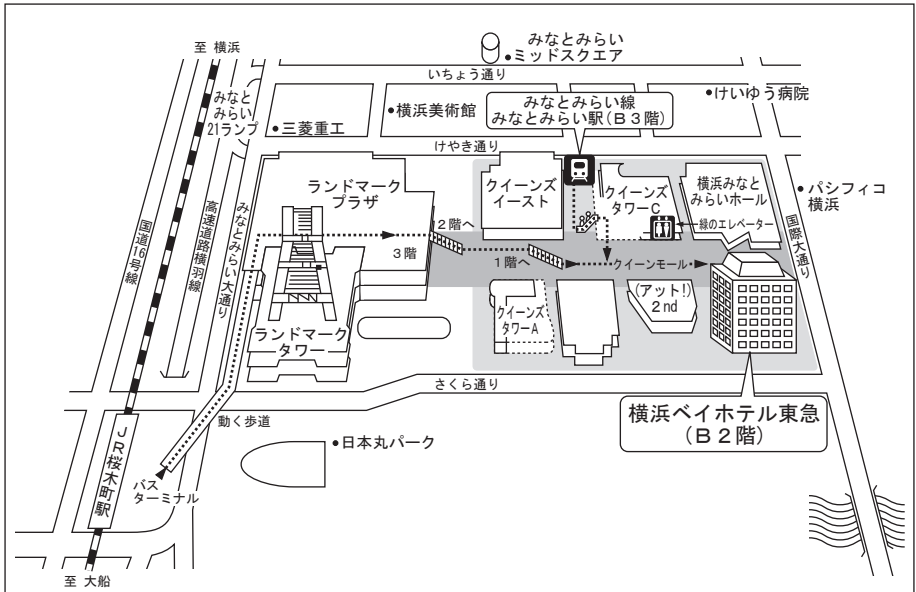 至 横浜
みなとみらい
ミッドスクエア
いちょう通り
みなと
みらい
21ランプ
三菱重工
横浜美術館
みなとみらい線
みなとみらい駅(B3階)
けいゆう病院
けやき通り
ランドマーク
プラザ
クイーンズ
イースト
クイーンズ
タワーC
横浜みなと
みらいホール
パシフィコ
横浜
緑のエレベーター
国道16号線
高速道路横羽線
みなとみらい大通り
国際大通り
2階へ
3階
1階へ
クイーンモール
クイーンズ
タワーA
(アット!)
2nd
ランドマーク
タワー
さくら通り
動く歩道
横浜ベイホテル東急
(B2階)
日本丸パーク
JR桜木町駅
バス
ターミナル
至 大船